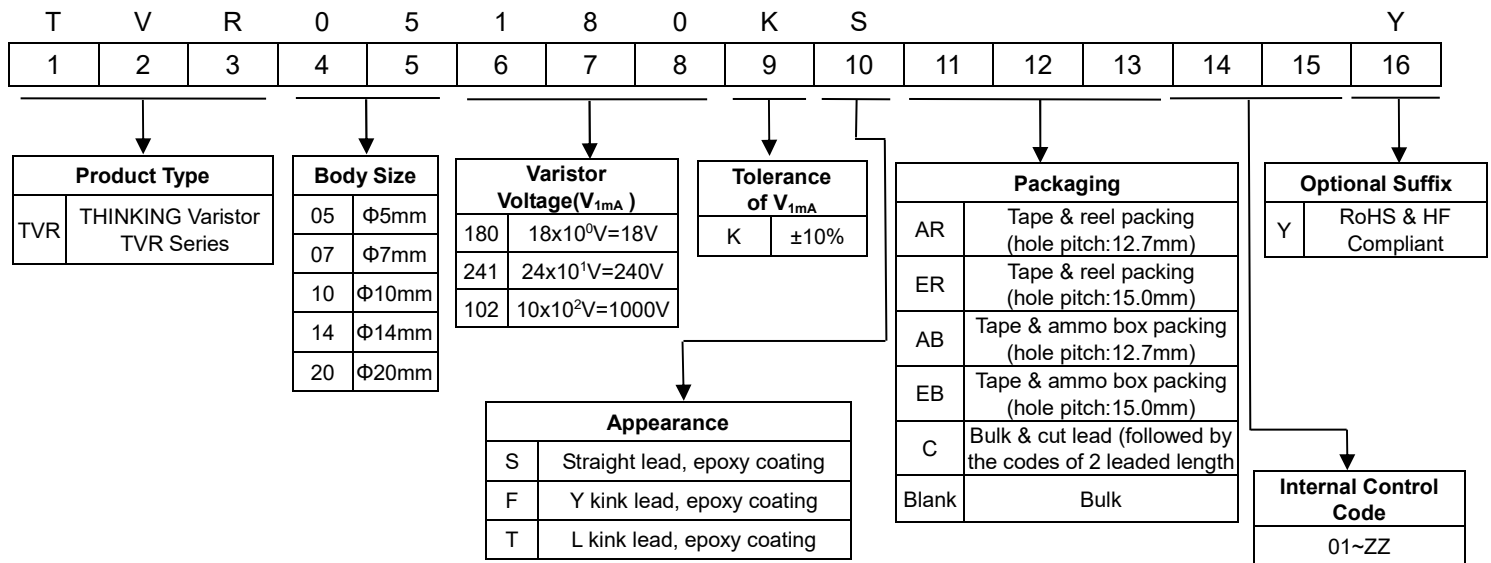 T V R 0 5 1 8 0 K S Y
1 2 3 4 5 6 7 8 9 10 11 12 13 14 15 16
Product Type
TVR THINKING Varistor
TVR Series
Body Size
05 Φ5mm
07 Φ7mm
10 Φ10mm
14 Φ14mm
20 Φ20mm
Varistor
Voltage(V1mA )
180 18x10⁰V=18V
241 24x10¹V=240V
102 10x10²V=1000V
Tolerance
of V1mA
K ±10%
Appearance
S Straight lead, epoxy coating
F Y kink lead, epoxy coating
T L kink lead, epoxy coating
Packaging
AR Tape & reel packing
(hole pitch:12.7mm)
ER Tape & reel packing
(hole pitch:15.0mm)
AB Tape & ammo box packing
(hole pitch:12.7mm)
EB Tape & ammo box packing
(hole pitch:15.0mm)
C Bulk & cut lead (followed by
the codes of 2 leaded length
Blank Bulk
Internal Control
Code
01~ZZ
Optional Suffix
Y RoHS & HF
Compliant